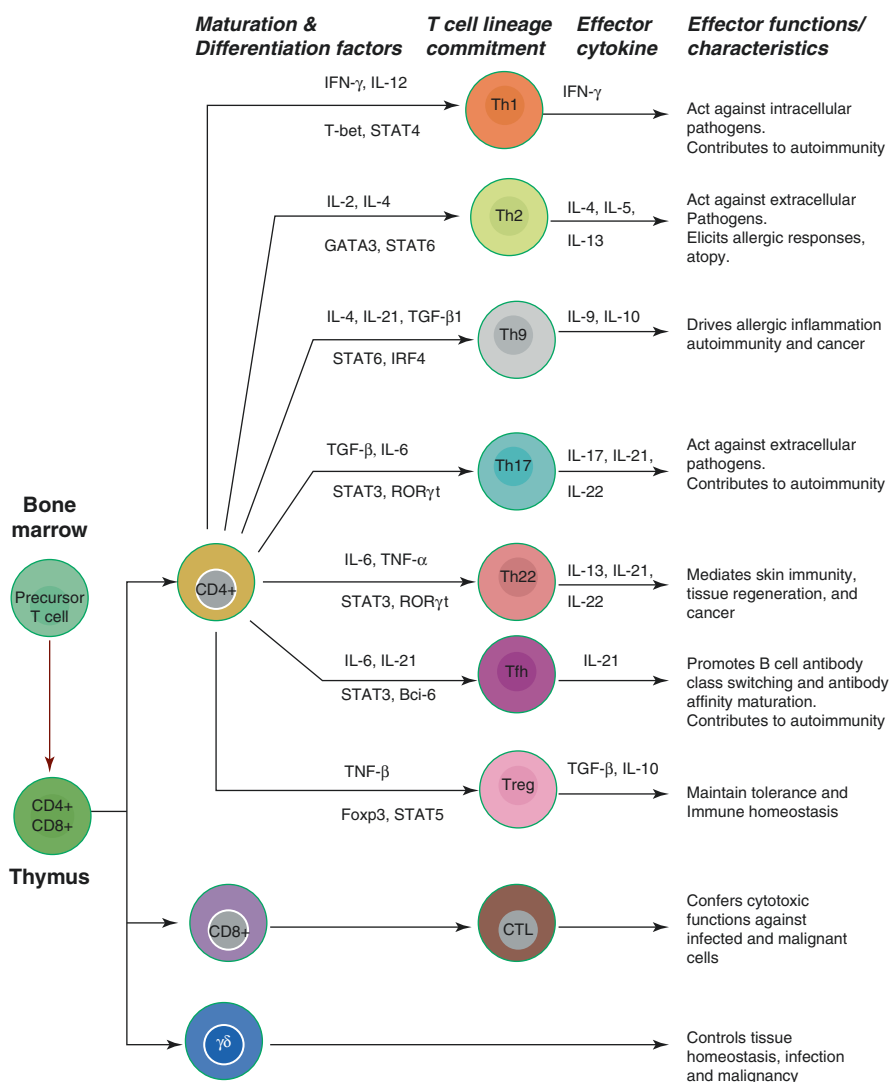 Maturation &
Differentiation factors
T cell lineage
commitment
Effector
cytokine
Effector functions/
characteristics
IFN-γ, IL-12
T-bet, STAT4
Th1
IFN-γ
Act against intracellular
pathogens.
Contributes to autoimmunity
IL-2, IL-4
GATA3, STAT6
Th2
IL-4, IL-5,
IL-13
Act against extracellular
Pathogens.
Elicits allergic responses,
atopy.
IL-4, IL-21, TGF-β1
STAT6, IRF4
Th9
IL-9, IL-10
Drives allergic inflammation
autoimmunity and cancer
TGF-β, IL-6
STAT3, RORγt
Th17
IL-17, IL-21,
IL-22
Act against extracellular
pathogens.
Contributes to autoimmunity
Bone
marrow
Precursor
T cell
CD4+
IL-6, TNF-α
STAT3, RORγt
Th22
IL-13, IL-21,
IL-22
Mediates skin immunity,
tissue regeneration, and
cancer
IL-6, IL-21
STAT3, Bci-6
Tfh
IL-21
Promotes B cell antibody
class switching and antibody
affinity maturation.
Contributes to autoimmunity
TNF-β
Foxp3, STAT5
Treg
TGF-β, IL-10
Maintain tolerance and
Immune homeostasis
CD4+
CD8+
Thymus
CD8+
CTL
Confers cytotoxic
functions against
infected and malignant
cells
γδ
Controls tissue
homeostasis, infection
and malignancy